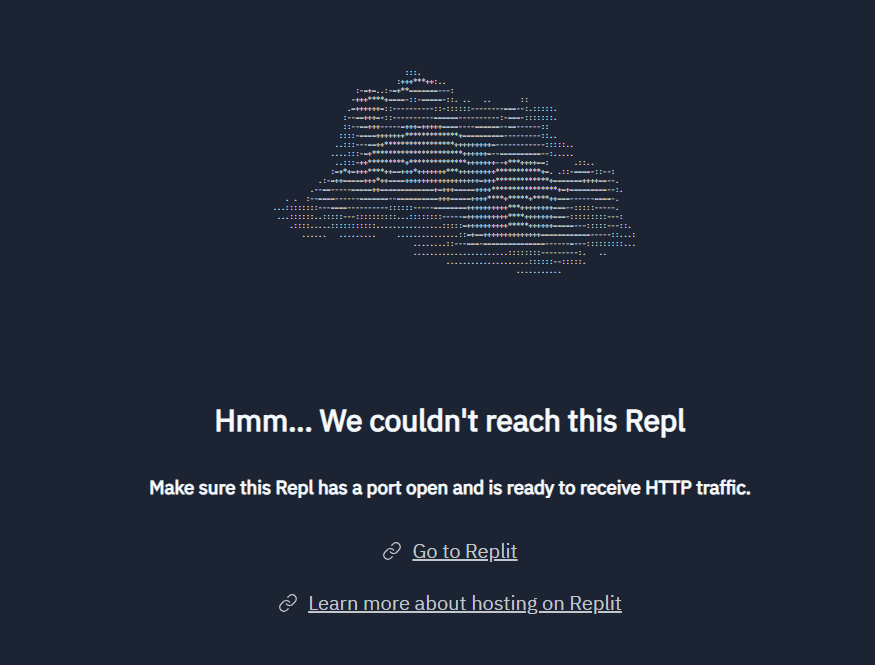 Hmm... We couldn't reach this Repl
Make sure this Repl has a port open and is ready to receive HTTP traffic.
Go to Replit
Learn more about hosting on Replit